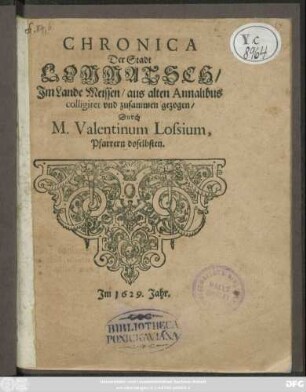 Yc
8964
CHRONICA
Der Stadt
LOMMATSCH/
Im Lande Meissen/ aus alten Annalibus
colligiret vnd zusammen gezogen/
Durch
M. Valentinum Lossium,
Pfarrern doselbsten.
Im 1629. Jahr.
BIBLIOTHECA
PONICKAVIANA